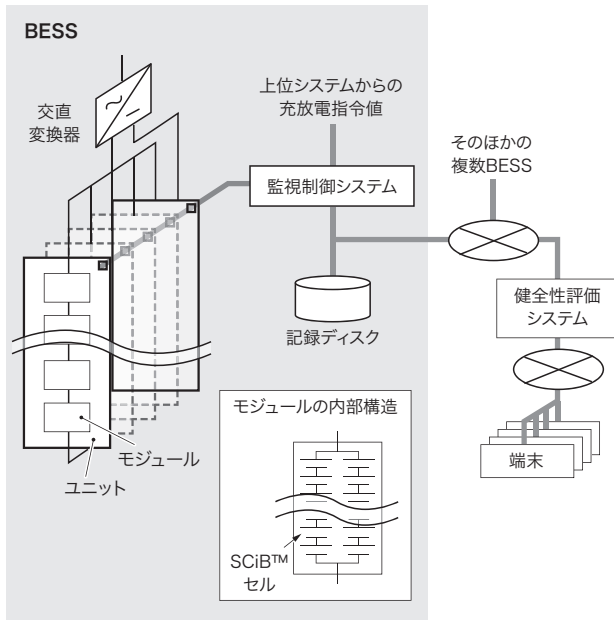 BESS
交直
変換器
上位システムからの
充放電指令値
そのほかの
複数BESS
監視制御システム
健全性評価
システム
記録ディスク
モジュールの内部構造
モジュール
ユニット
端末
SCiB™
セル